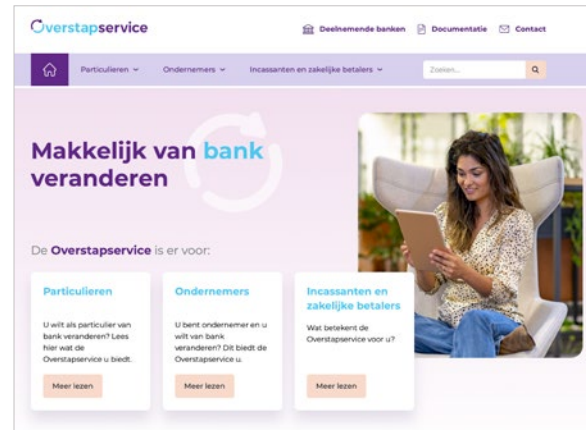 Overstapservice
Deelnemende banken Documentatie Contact
Particulieren Ondernemers Incassanten en zakelijke betalers Zoeken...
Makkelijk van bank
veranderen
De Overstapservice is er voor:
Particulieren
U wilt als particulier van
bank veranderen? Lees
hier wat de
Overstapservice u biedt.
Meer lezen
Ondernemers
U bent ondernemer en u
wilt van bank
veranderen? Dit biedt de
Overstapservice u.
Meer lezen
Incassanten en
zakelijke betalers
Wat betekent de
Overstapservice voor u?
Meer lezen